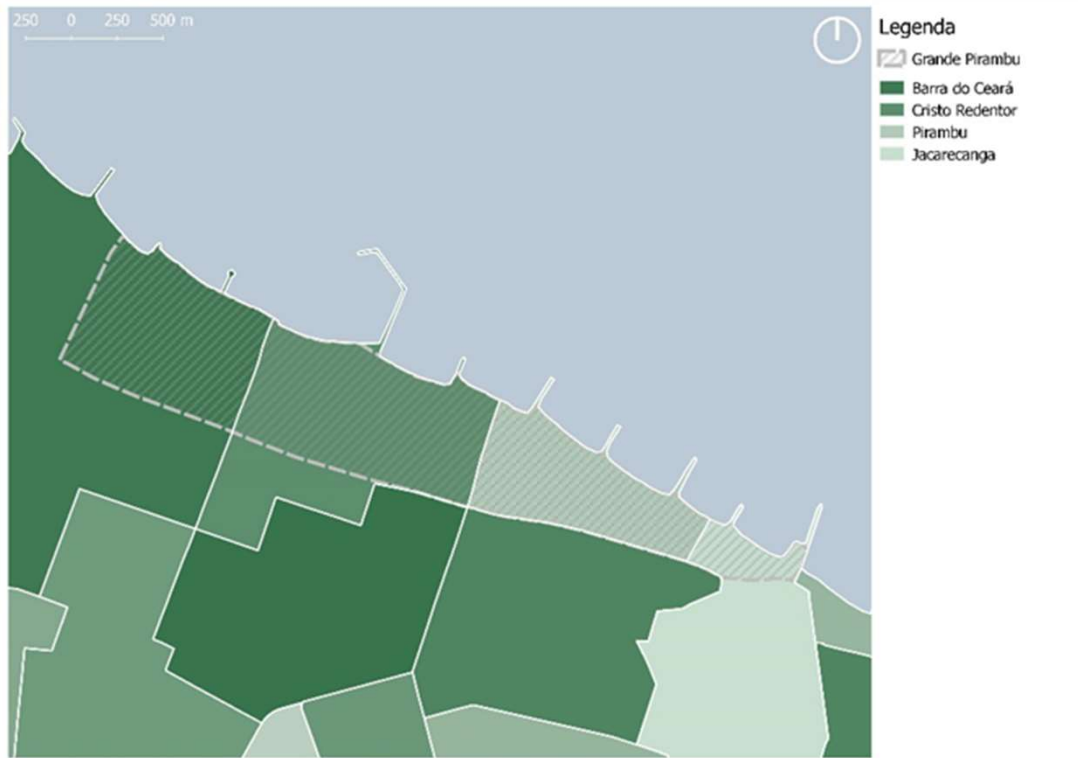 250 0 250 500 m
Legenda
Grande Pirambu
Barra do Ceará
Cristo Redentor
Pirambu
Jacarecanga